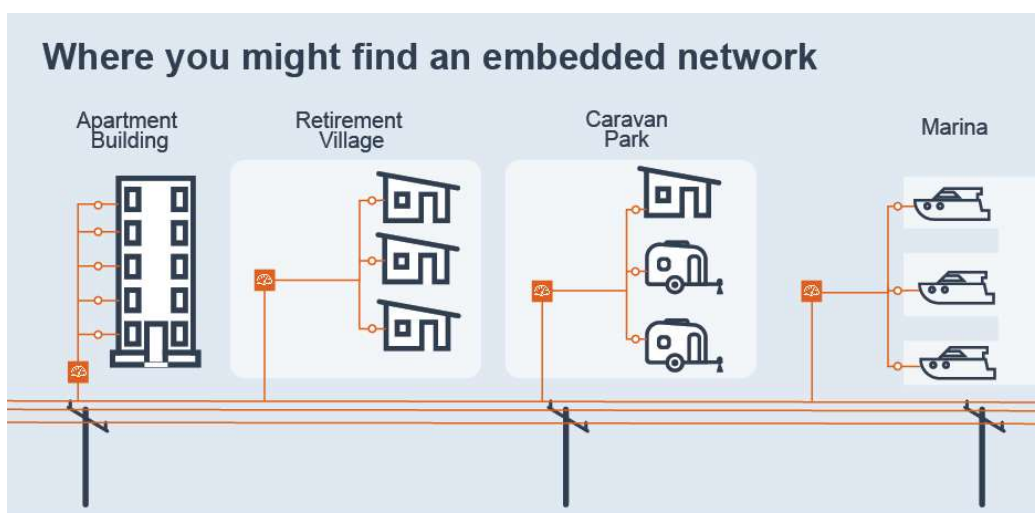 Where you might find an embedded network
Apartment
Building
Retirement
Village
Caravan
Park
Marina